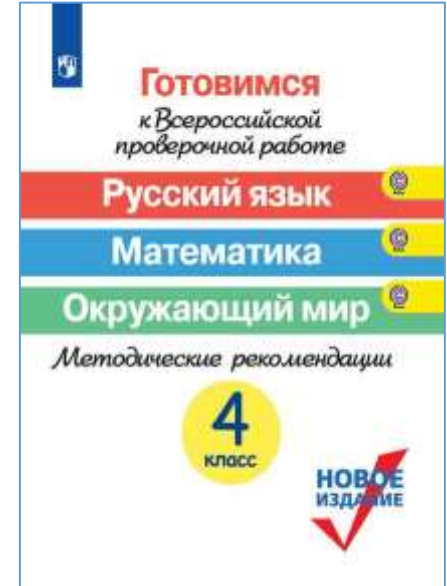 Готовимся
к Всероссийской
проверочной работе
Русский язык
Математика
Окружающий мир
Методические рекомендации
4
класс
НОВОЕ
ИЗДАНИЕ